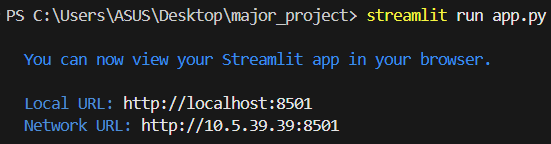 PS C:\Users\ASUS\Desktop\major_project> streamlit run app.py
You can now view your Streamlit app in your browser.
Local URL: http://localhost:8501
Network URL: http://10.5.39.39:8501